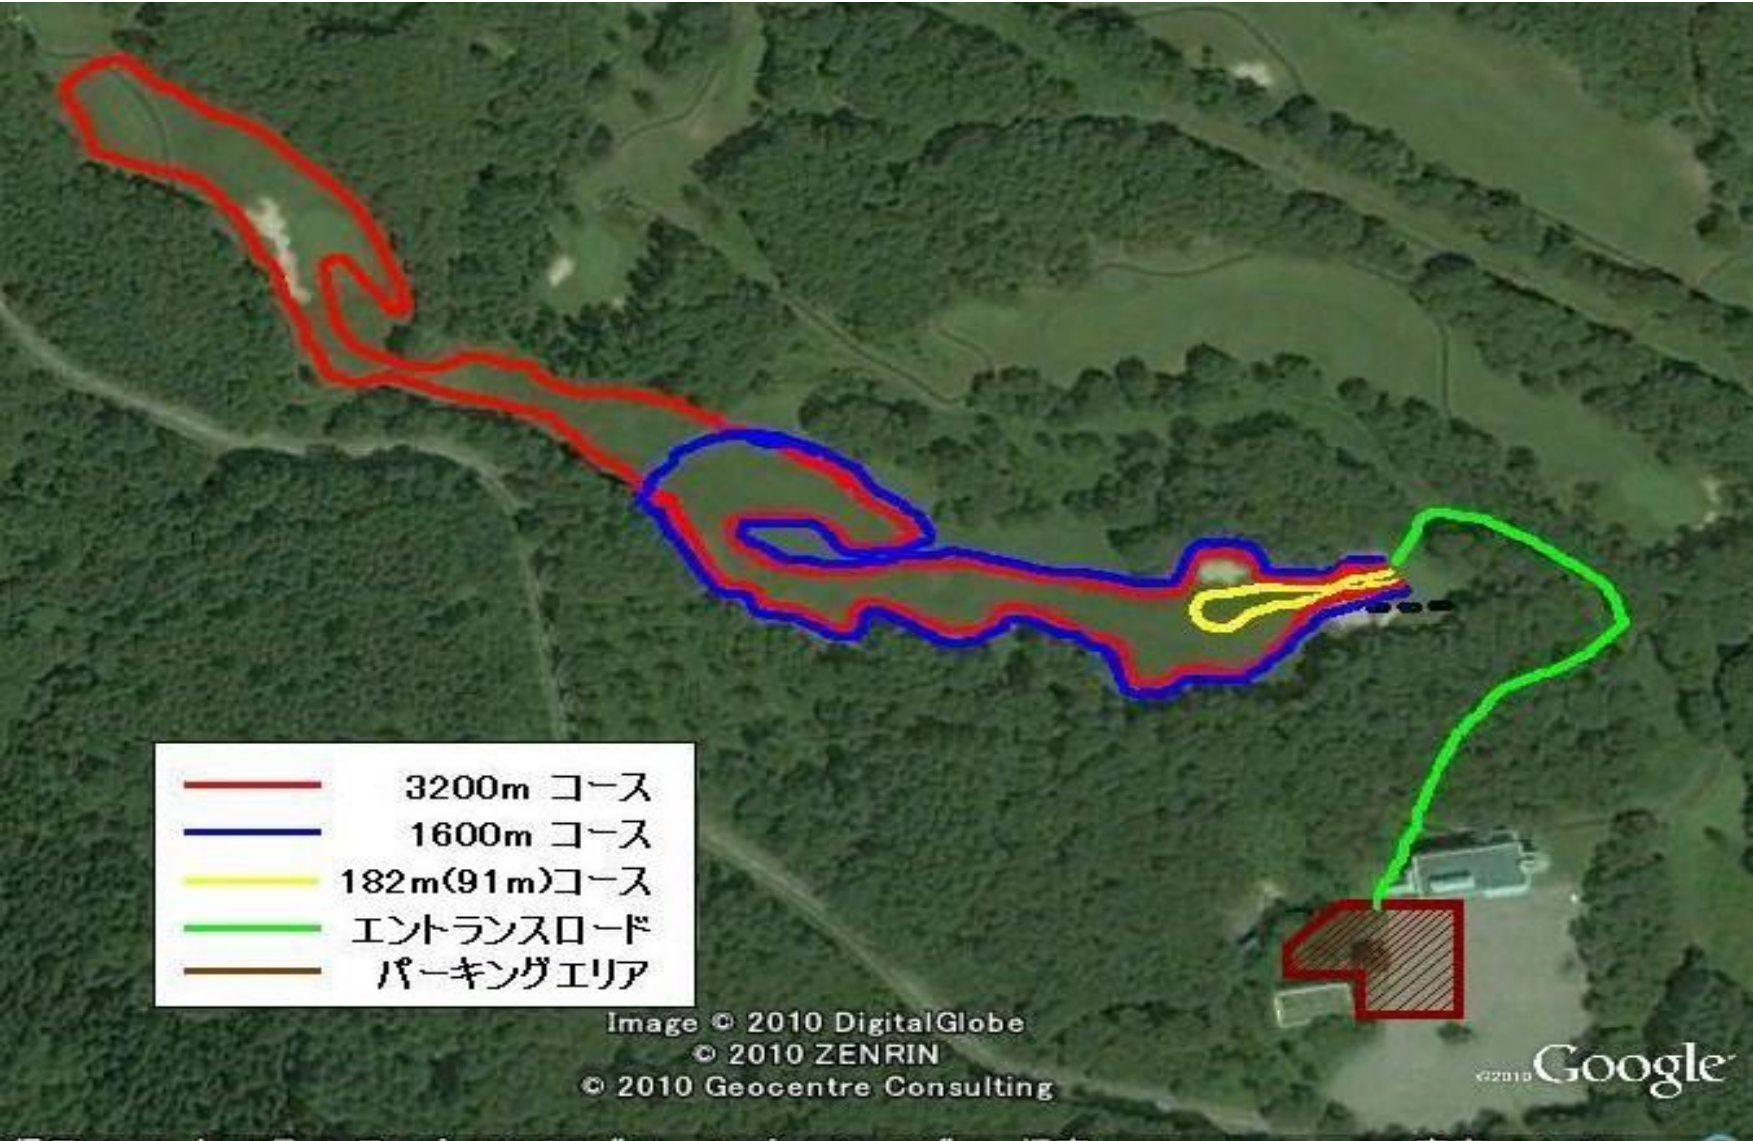 3200m コース
1600m コース
182m(91m)コース
エントランスロード
パーキングエリア
Image © 2010 DigitalGlobe
© 2010 ZENRIN
© 2010 Geocentre Consulting
©2010 Google